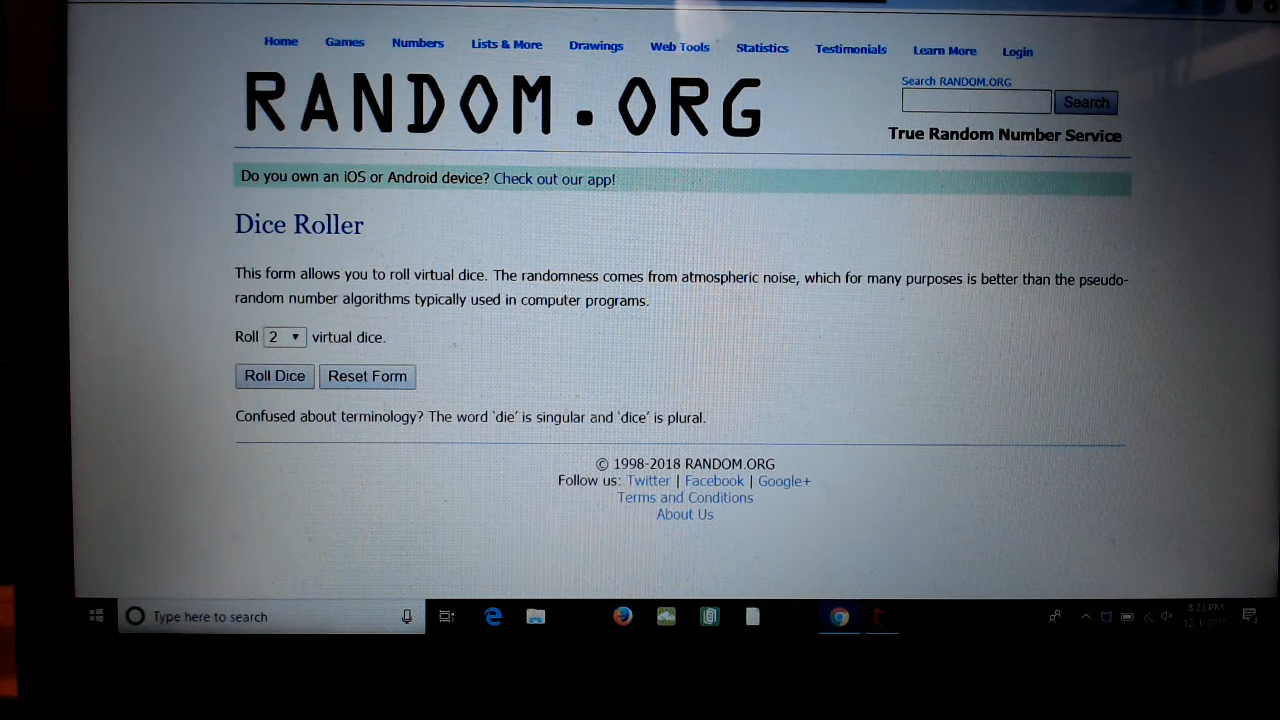 Home Games Numbers Lists & More Drawings Web Tools Statistics Testimonials Learn More Login
RANDOM.ORG
Search RANDOM.ORG
Search
True Random Number Service
Do you own an iOS or Android device? Check out our app!
Dice Roller
This form allows you to roll virtual dice. The randomness comes from atmospheric noise, which for many purposes is better than the pseudo-
random number algorithms typically used in computer programs.
Roll 2 virtual dice.
Roll Dice Reset Form
Confused about terminology? The word ‘die’ is singular and ‘dice’ is plural.
© 1998-2018 RANDOM.ORG
Follow us: Twitter | Facebook | Google+
Terms and Conditions
About Us
Type here to search
8:23 PM